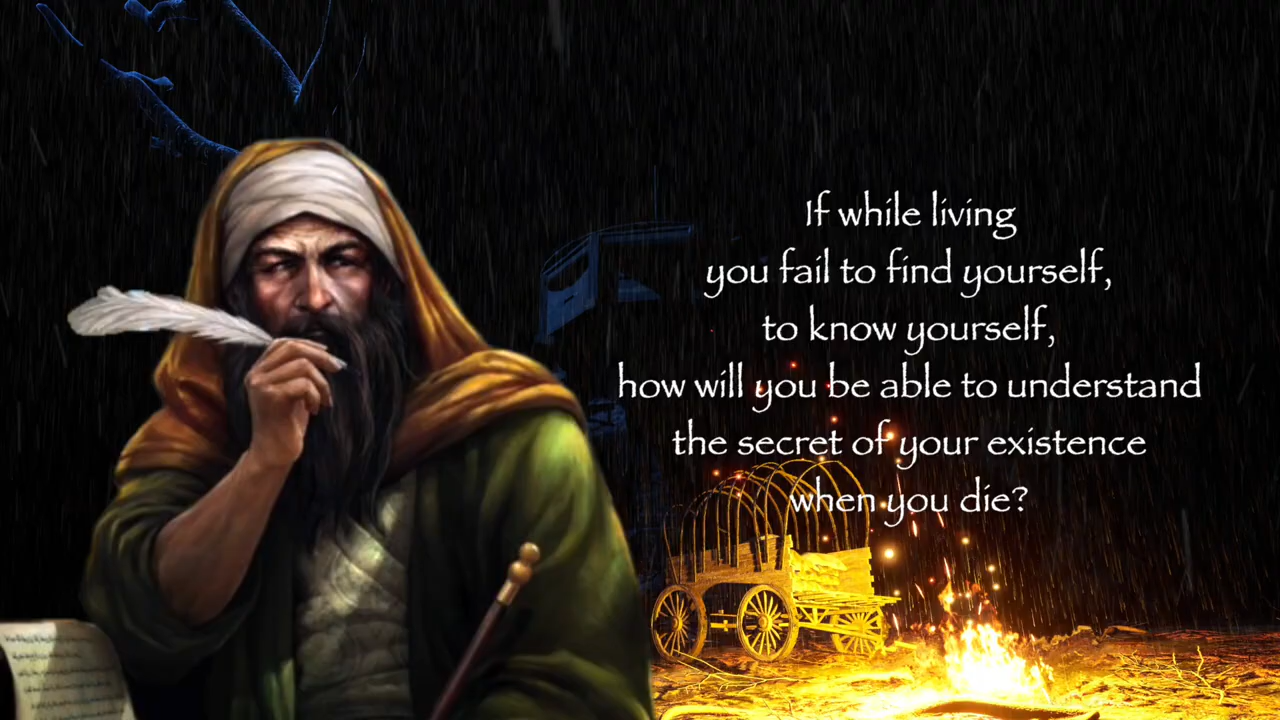 If while living
you fail to find yourself,
to know yourself,
how will you be able to understand
the secret of your existence
when you die?